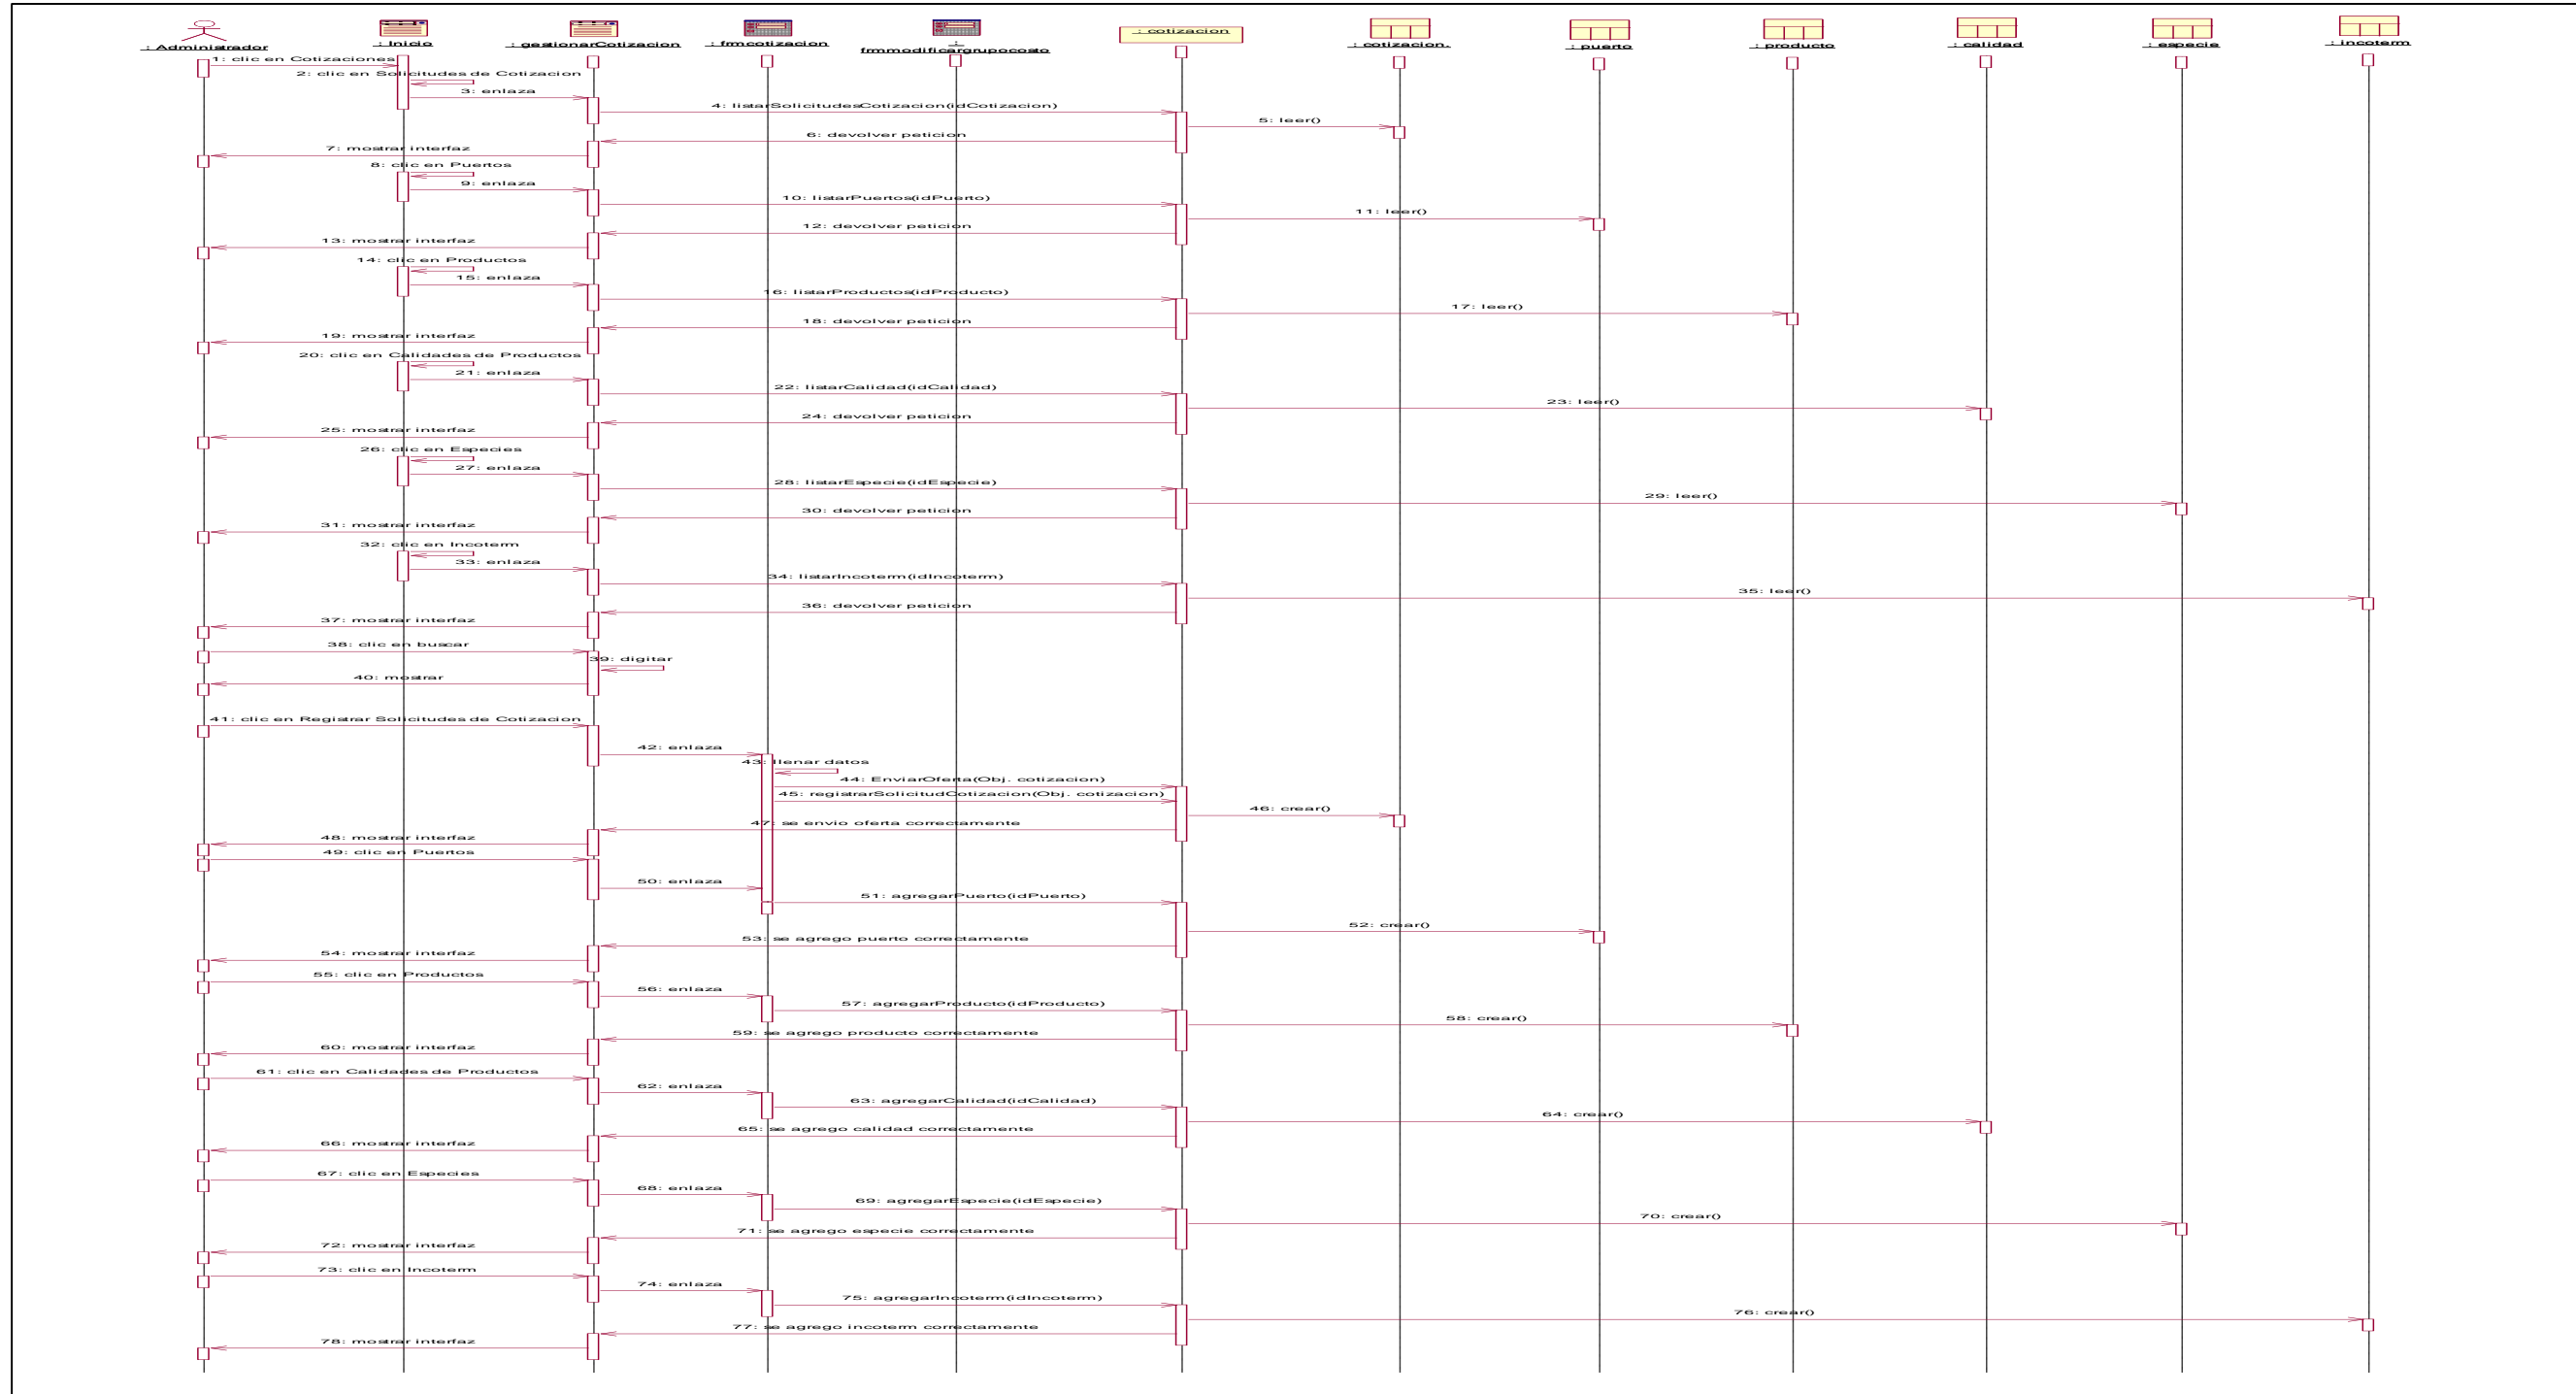 : Administrador
: Inicio
: gestionarCotizacion
: frmcotizacion
:
frmmodificargrupocosto
: cotizacion
: cotizacion.
: puerto
: producto
: calidad
: especie
: incoterm
1: clic en Cotizaciones
2: clic en Solicitudes de Cotizacion
3: enlaza
4: listarSolicitudesCotizacion(idCotizacion)
5: leer()
6: devolver peticion
7: mostrar interfaz
8: clic en Puertos
9: enlaza
10: listarPuertos(idPuerto)
11: leer()
12: devolver peticion
13: mostrar interfaz
14: clic en Productos
15: enlaza
16: listarProductos(idProducto)
17: leer()
18: devolver peticion
19: mostrar interfaz
20: clic en Calidades de Productos
21: enlaza
22: listarCalidad(idCalidad)
23: leer()
24: devolver peticion
25: mostrar interfaz
26: clic en Especies
27: enlaza
28: listarEspecie(idEspecie)
29: leer()
30: devolver peticion
31: mostrar interfaz
32: clic en Incoterm
33: enlaza
34: listarIncoterm(idIncoterm)
35: leer()
36: devolver peticion
37: mostrar interfaz
38: clic en buscar
39: digitar
40: mostrar
41: clic en Registrar Solicitudes de Cotizacion
42: enlaza
43: llenar datos
44: EnviarOferta(Obj. cotizacion)
45: registrarSolicitudCotizacion(Obj. cotizacion)
46: crear()
47: se envio oferta correctamente
48: mostrar interfaz
49: clic en Puertos
50: enlaza
51: agregarPuerto(idPuerto)
52: crear()
53: se agrego puerto correctamente
54: mostrar interfaz
55: clic en Productos
56: enlaza
57: agregarProducto(idProducto)
58: crear()
59: se agrego producto correctamente
60: mostrar interfaz
61: clic en Calidades de Productos
62: enlaza
63: agregarCalidad(idCalidad)
64: crear()
65: se agrego calidad correctamente
66: mostrar interfaz
67: clic en Especies
68: enlaza
69: agregarEspecie(idEspecie)
70: crear()
71: se agrego especie correctamente
72: mostrar interfaz
73: clic en Incoterm
74: enlaza
75: agregarIncoterm(idIncoterm)
76: crear()
77: se agrego incoterm correctamente
78: mostrar interfaz